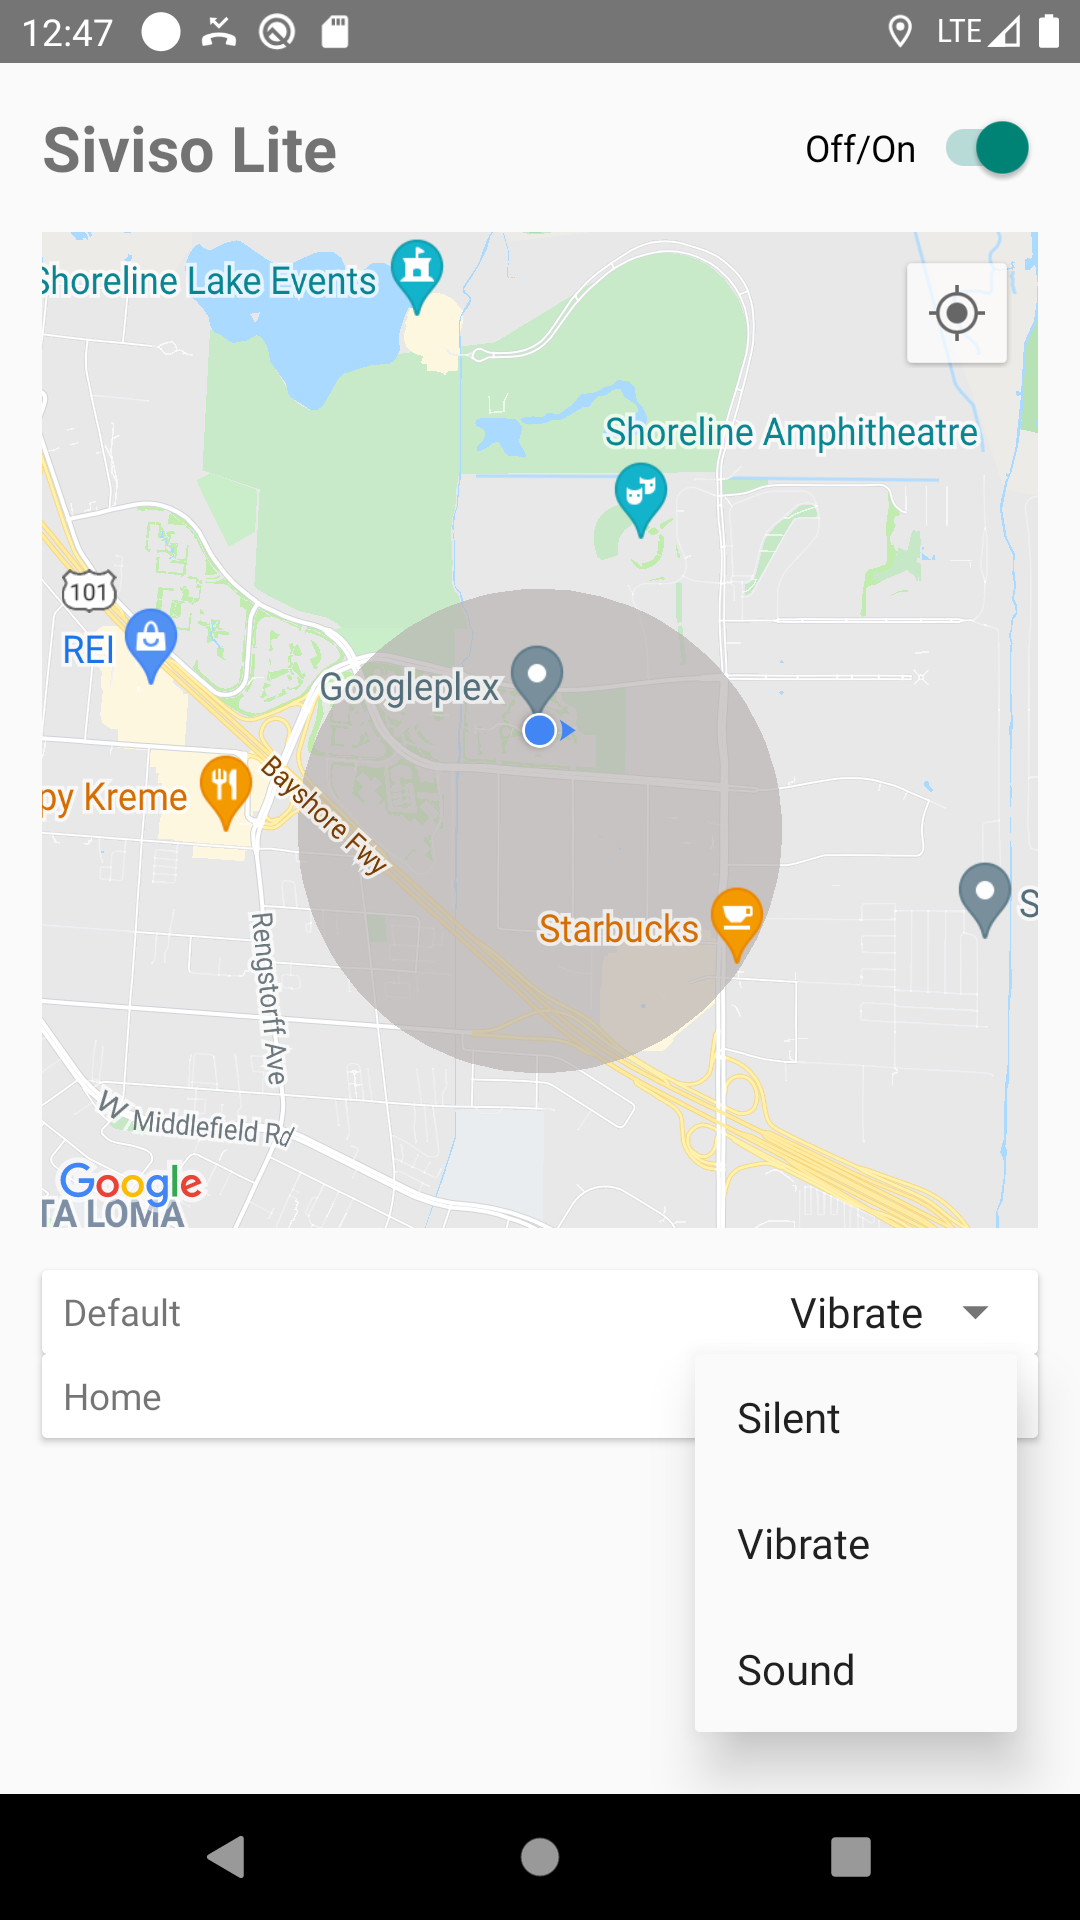 12:47 LTE
Siviso Lite
Off/On
Shoreline Lake Events
Shoreline Amphitheatre
101
REI
Googleplex
py Kreme
Bayshore Fwy
Starbucks
S
Rengstorff Ave
W Middlefield Rd
Google
TA LOMA
Default
Vibrate
Home
Silent
Vibrate
Sound